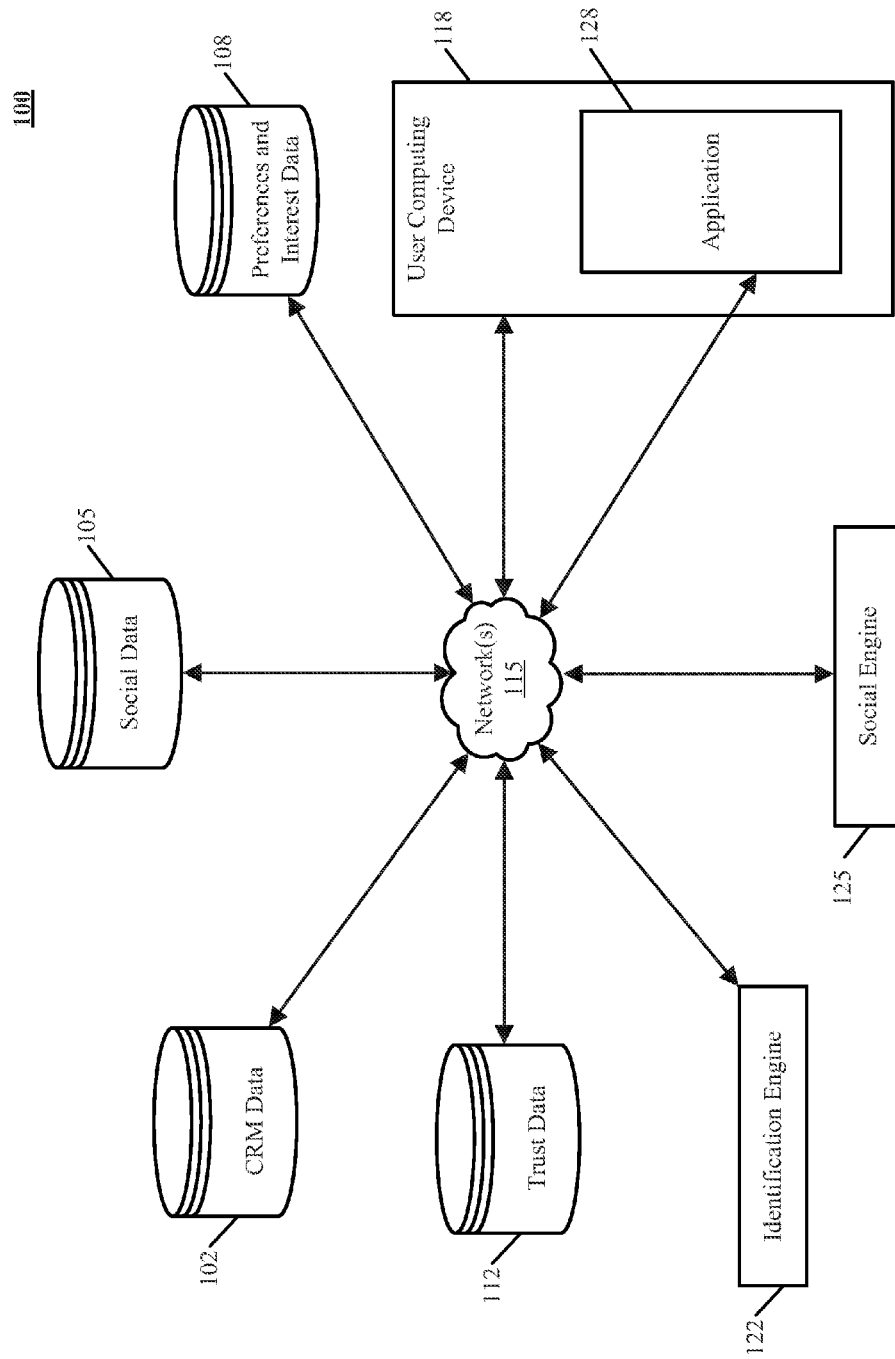 100
105
Social Data
108
Preferences and
Interest Data
102
CRM Data
112
Trust Data
Network(s)
115
118
User Computing
Device
128
Application
122
Identification Engine
125
Social Engine